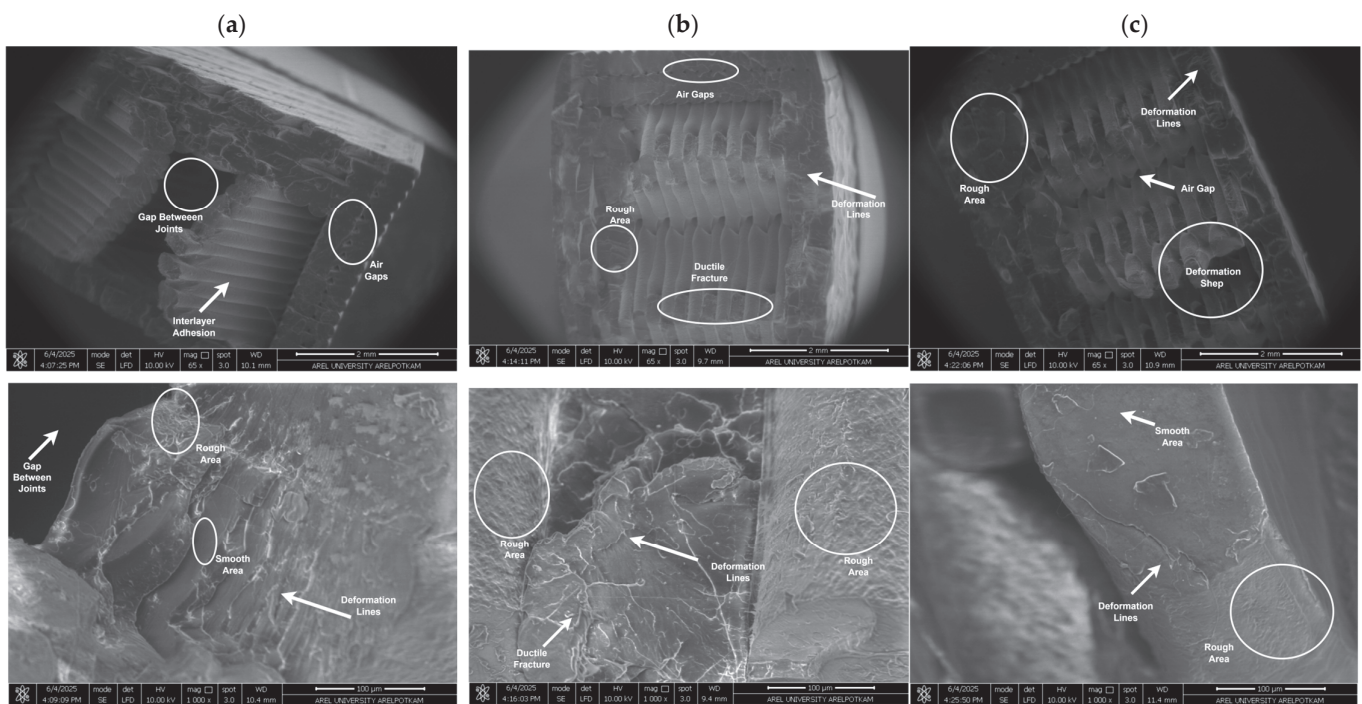 (a)
(b)
(c)
Gap Betweeen
Joints
Air
Gaps
Interlayer
Adhesion
6/4/2025 mode det HV mag spot WD 2 mm
4:07:25 PM SE LFD 10.00 kV 65 x 3.0 10.1 mm AREL UNIVERSITY ARELPOTKAM
Air Gaps
Deformation
Lines
Rough
Area
Ductile
Fracture
6/4/2025 mode det HV mag spot WD 2 mm
4:14:11 PM SE LFD 10.00 kV 65 x 3.0 9.7 mm AREL UNIVERSITY ARELPOTKAM
Deformation
Lines
Rough
Area
Air Gap
Deformation
Shep
6/4/2025 mode det HV mag spot WD 2 mm
4:22:06 PM SE LFD 10.00 kV 65 x 3.0 10.9 mm AREL UNIVERSITY ARELPOTKAM
Gap
Between
Joints
Rough
Area
Smooth
Area
Deformation
Lines
6/4/2025 mode det HV mag spot WD 100 µm
4:09:09 PM SE LFD 10.00 kV 1 000 x 3.0 10.4 mm AREL UNIVERSITY ARELPOTKAM
Rough
Area
Deformation
Lines
Rough
Area
Ductile
Fracture
6/4/2025 mode det HV mag spot WD 100 µm
4:16:03 PM SE LFD 10.00 kV 1 000 x 3.0 9.4 mm AREL UNIVERSITY ARELPOTKAM
Smooth
Area
Deformation
Lines
Rough
Area
6/4/2025 mode det HV mag spot WD 100 µm
4:25:50 PM SE LFD 10.00 kV 1 000 x 3.0 11.4 mm AREL UNIVERSITY ARELPOTKAM